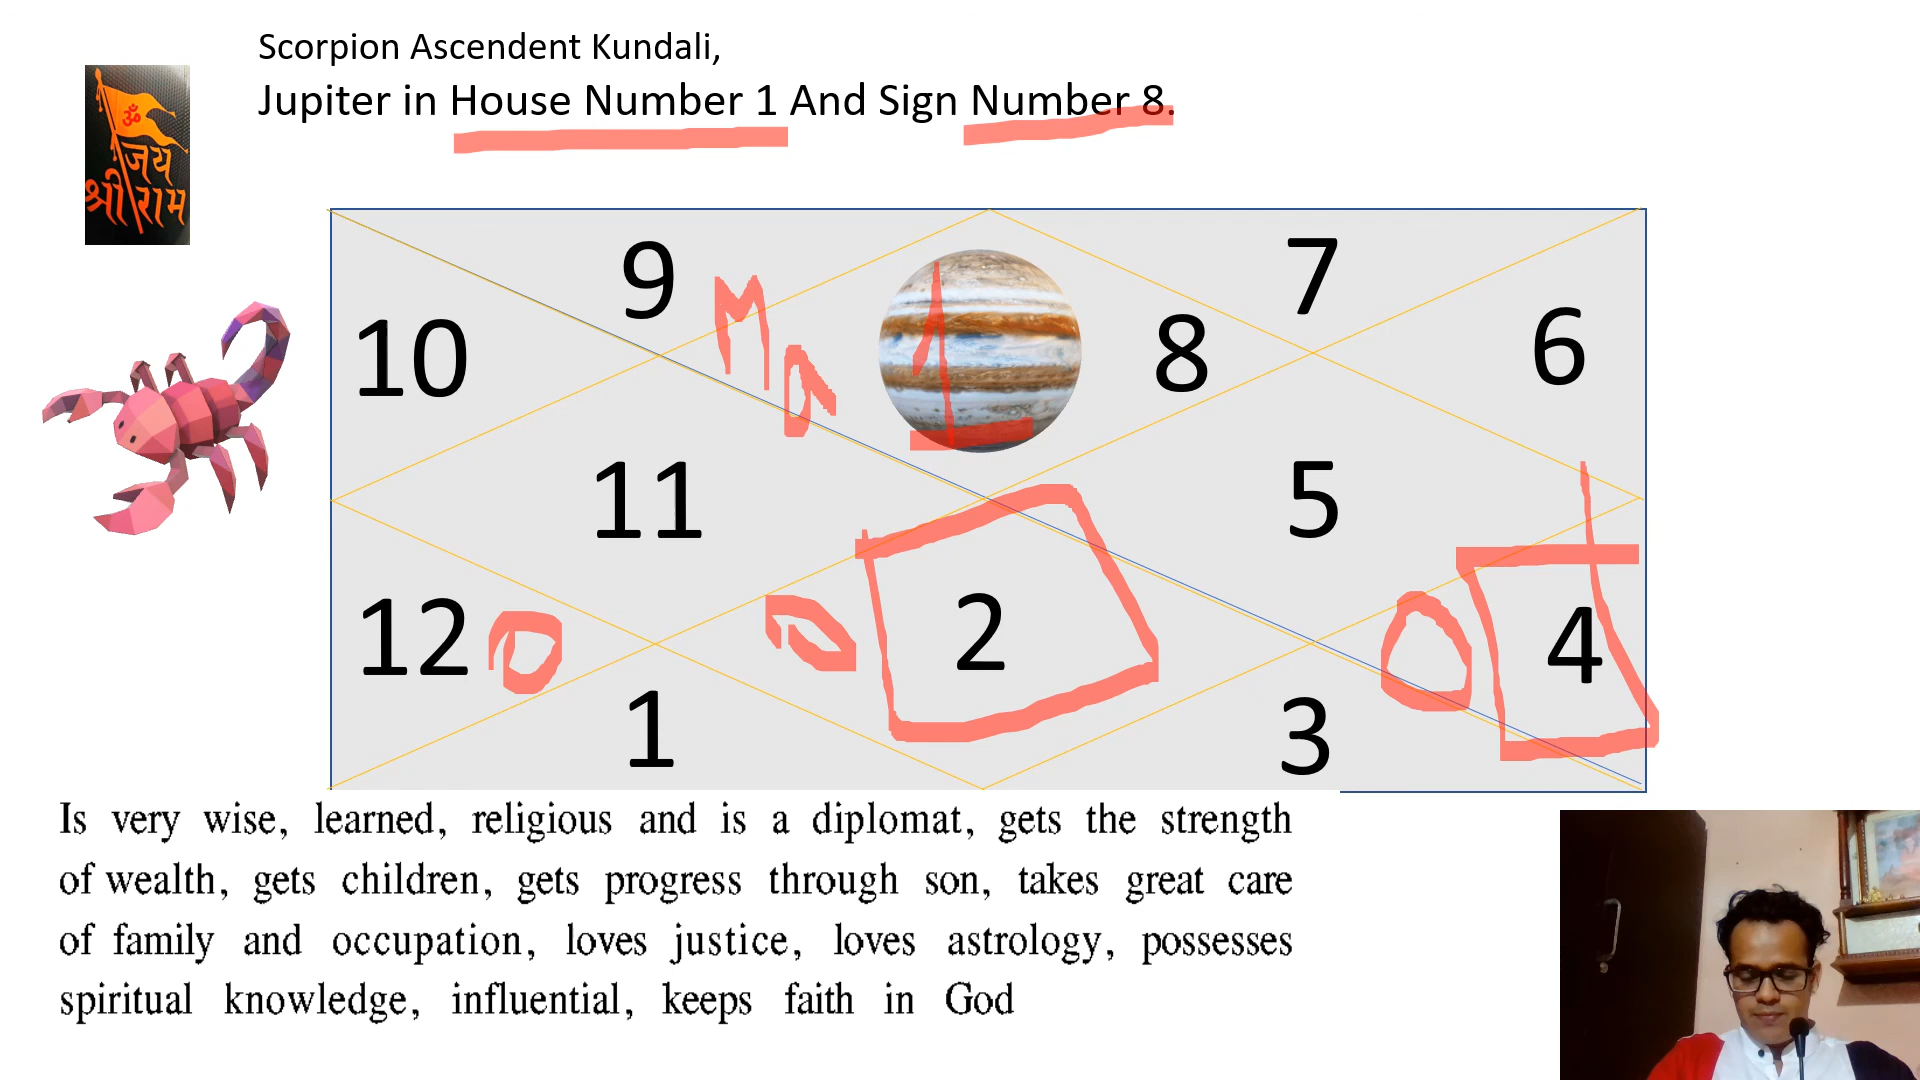 Scorpion Ascendent Kundali,
Jupiter in House Number 1 And Sign Number 8.
ॐ
जय
श्री राम
9
7
10
8
6
11
5
12
2
4
1
3
Is very wise, learned, religious and is a diplomat, gets the strength
of wealth, gets children, gets progress through son, takes great care
of family and occupation, loves justice, loves astrology, possesses
spiritual knowledge, influential, keeps faith in God